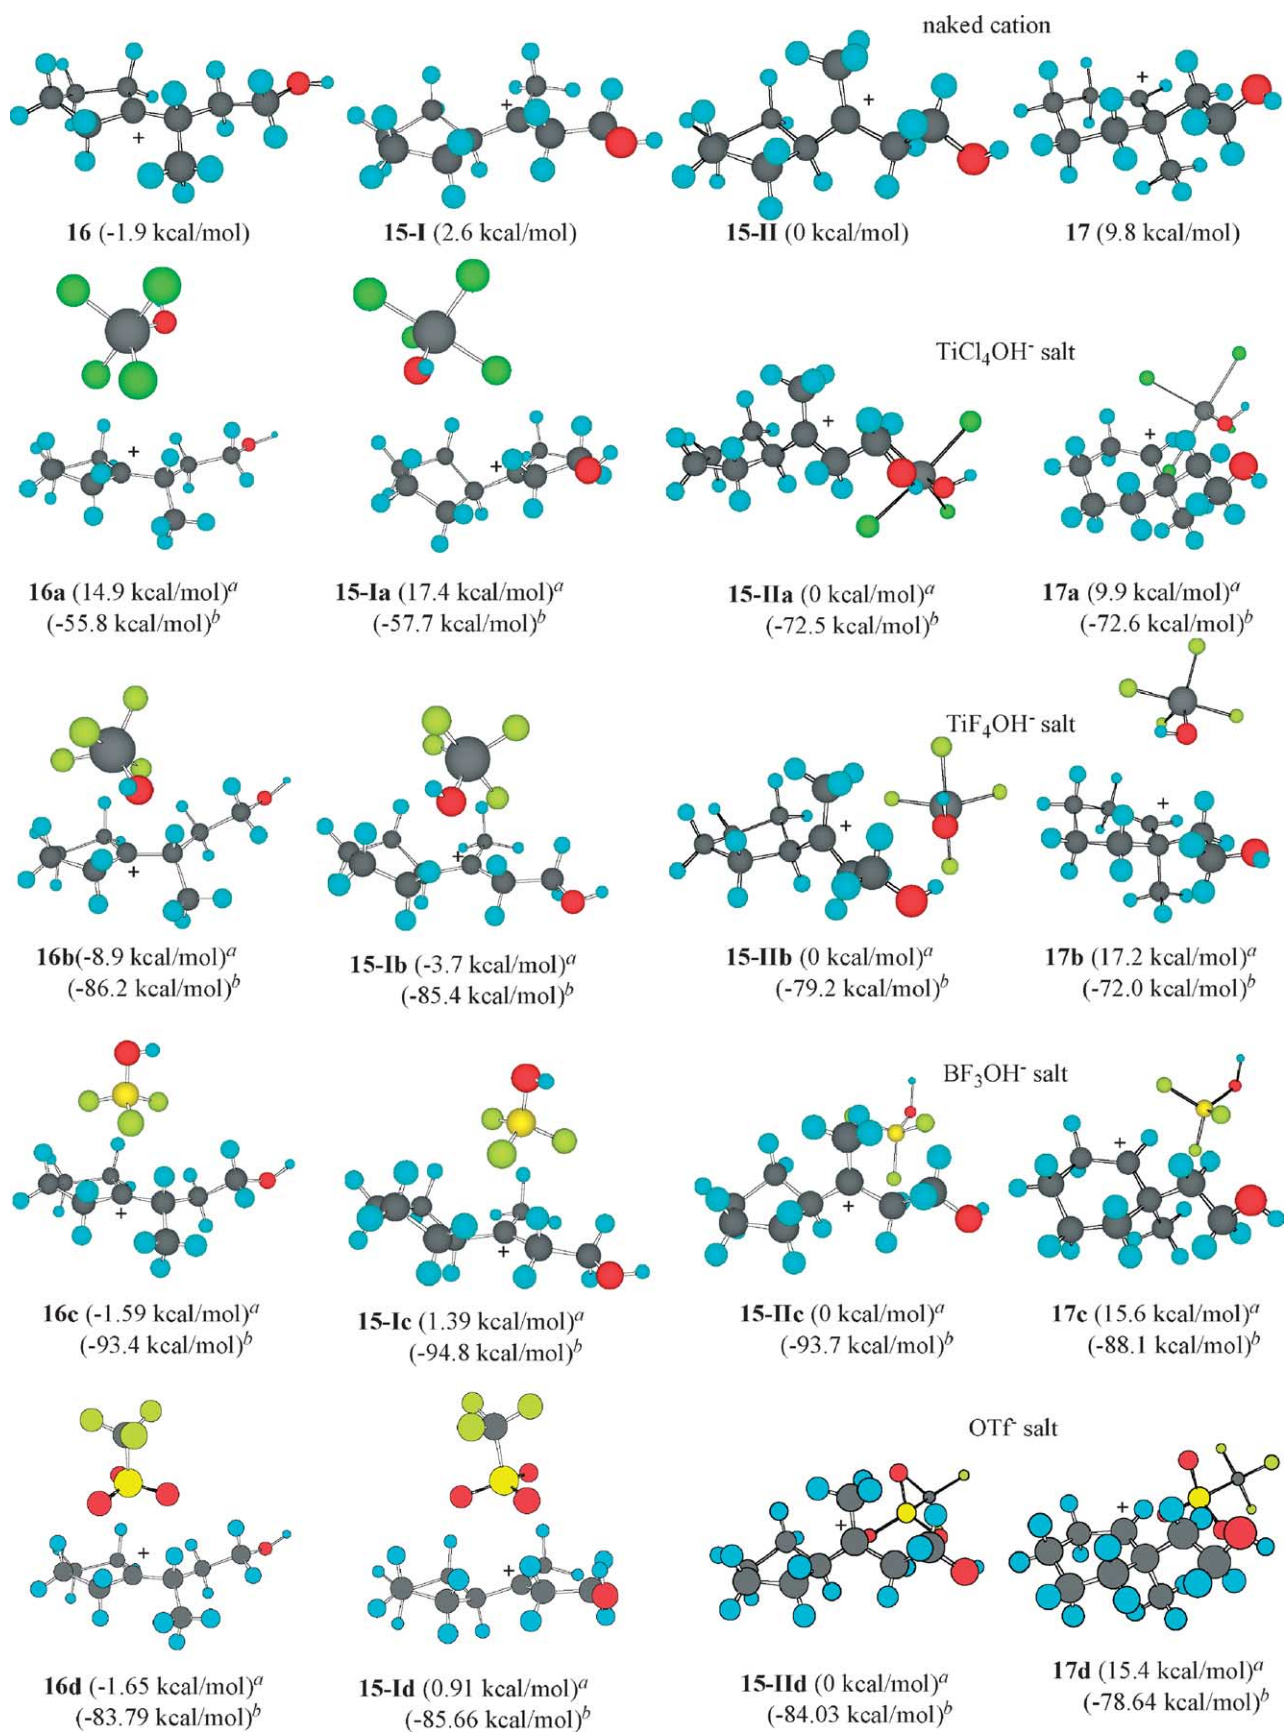 naked cation
16 (-1.9 kcal/mol) 15-I (2.6 kcal/mol) 15-II (0 kcal/mol) 17 (9.8 kcal/mol)
TiCl₄OH⁻ salt
16a (14.9 kcal/mol)ᵃ 15-Ia (17.4 kcal/mol)ᵃ 15-IIa (0 kcal/mol)ᵃ 17a (9.9 kcal/mol)ᵃ
(-55.8 kcal/mol)ᵇ (-57.7 kcal/mol)ᵇ (-72.5 kcal/mol)ᵇ (-72.6 kcal/mol)ᵇ
TiF₄OH⁻ salt
16b(-8.9 kcal/mol)ᵃ 15-Ib (-3.7 kcal/mol)ᵃ 15-IIb (0 kcal/mol)ᵃ 17b (17.2 kcal/mol)ᵃ
(-86.2 kcal/mol)ᵇ (-85.4 kcal/mol)ᵇ (-79.2 kcal/mol)ᵇ (-72.0 kcal/mol)ᵇ
BF₃OH⁻ salt
16c (-1.59 kcal/mol)ᵃ 15-Ic (1.39 kcal/mol)ᵃ 15-IIc (0 kcal/mol)ᵃ 17c (15.6 kcal/mol)ᵃ
(-93.4 kcal/mol)ᵇ (-94.8 kcal/mol)ᵇ (-93.7 kcal/mol)ᵇ (-88.1 kcal/mol)ᵇ
OTf⁻ salt
16d (-1.65 kcal/mol)ᵃ 15-Id (0.91 kcal/mol)ᵃ 15-IId (0 kcal/mol)ᵃ 17d (15.4 kcal/mol)ᵃ
(-83.79 kcal/mol)ᵇ (-85.66 kcal/mol)ᵇ (-84.03 kcal/mol)ᵇ (-78.64 kcal/mol)ᵇ